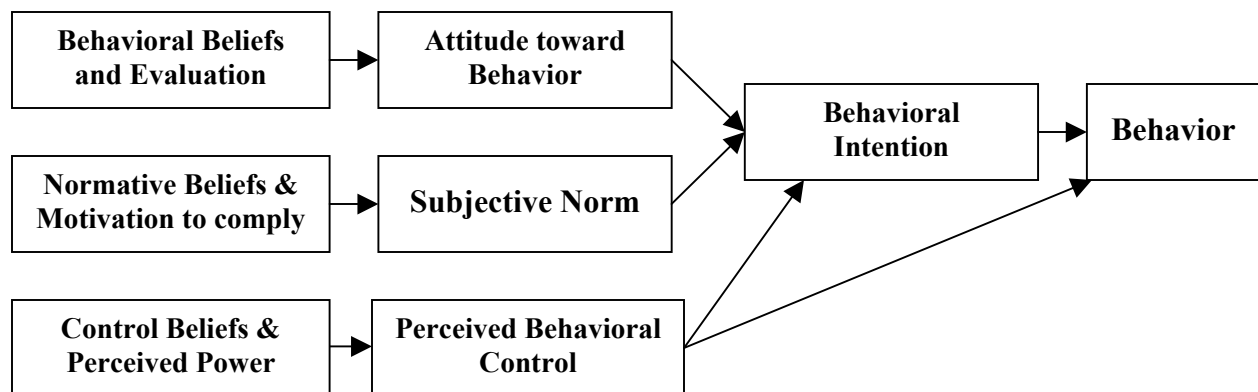 Behavioral Beliefs
and Evaluation
Attitude toward
Behavior
Behavioral
Intention
Behavior
Normative Beliefs &
Motivation to comply
Subjective Norm
Control Beliefs &
Perceived Power
Perceived Behavioral
Control